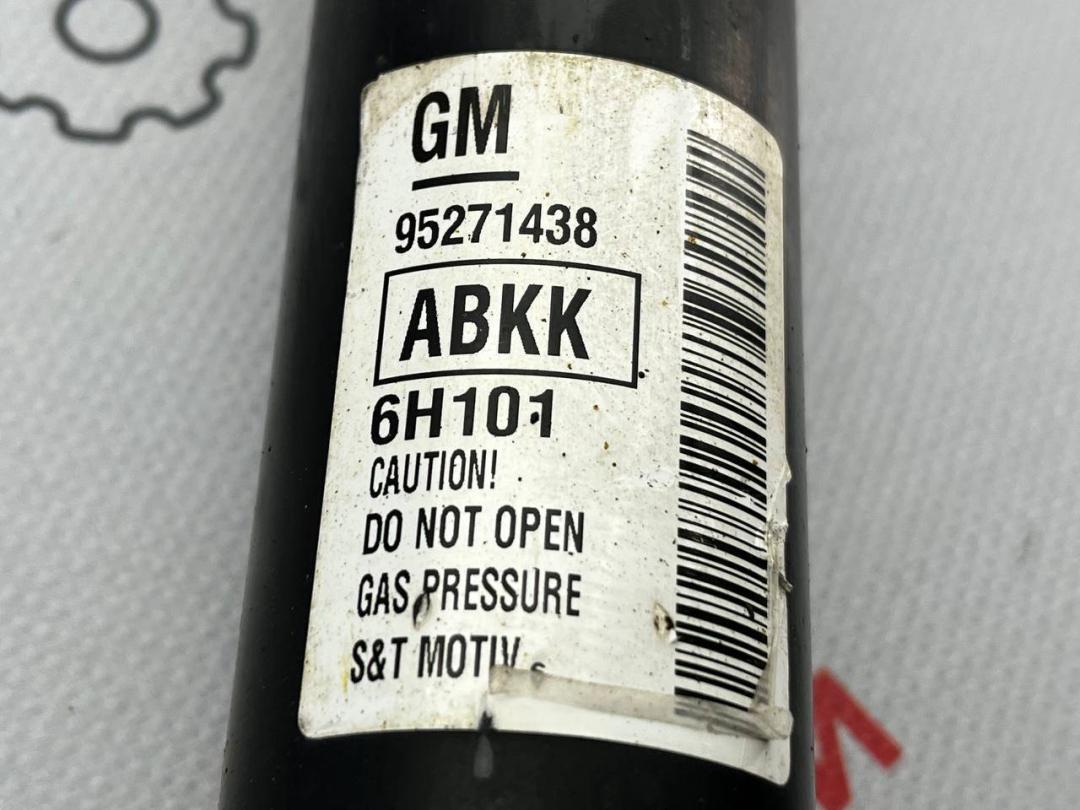 GM
95271438
ABKK
6H101
CAUTION!
DO NOT OPEN
GAS PRESSURE
S&T MOTIV